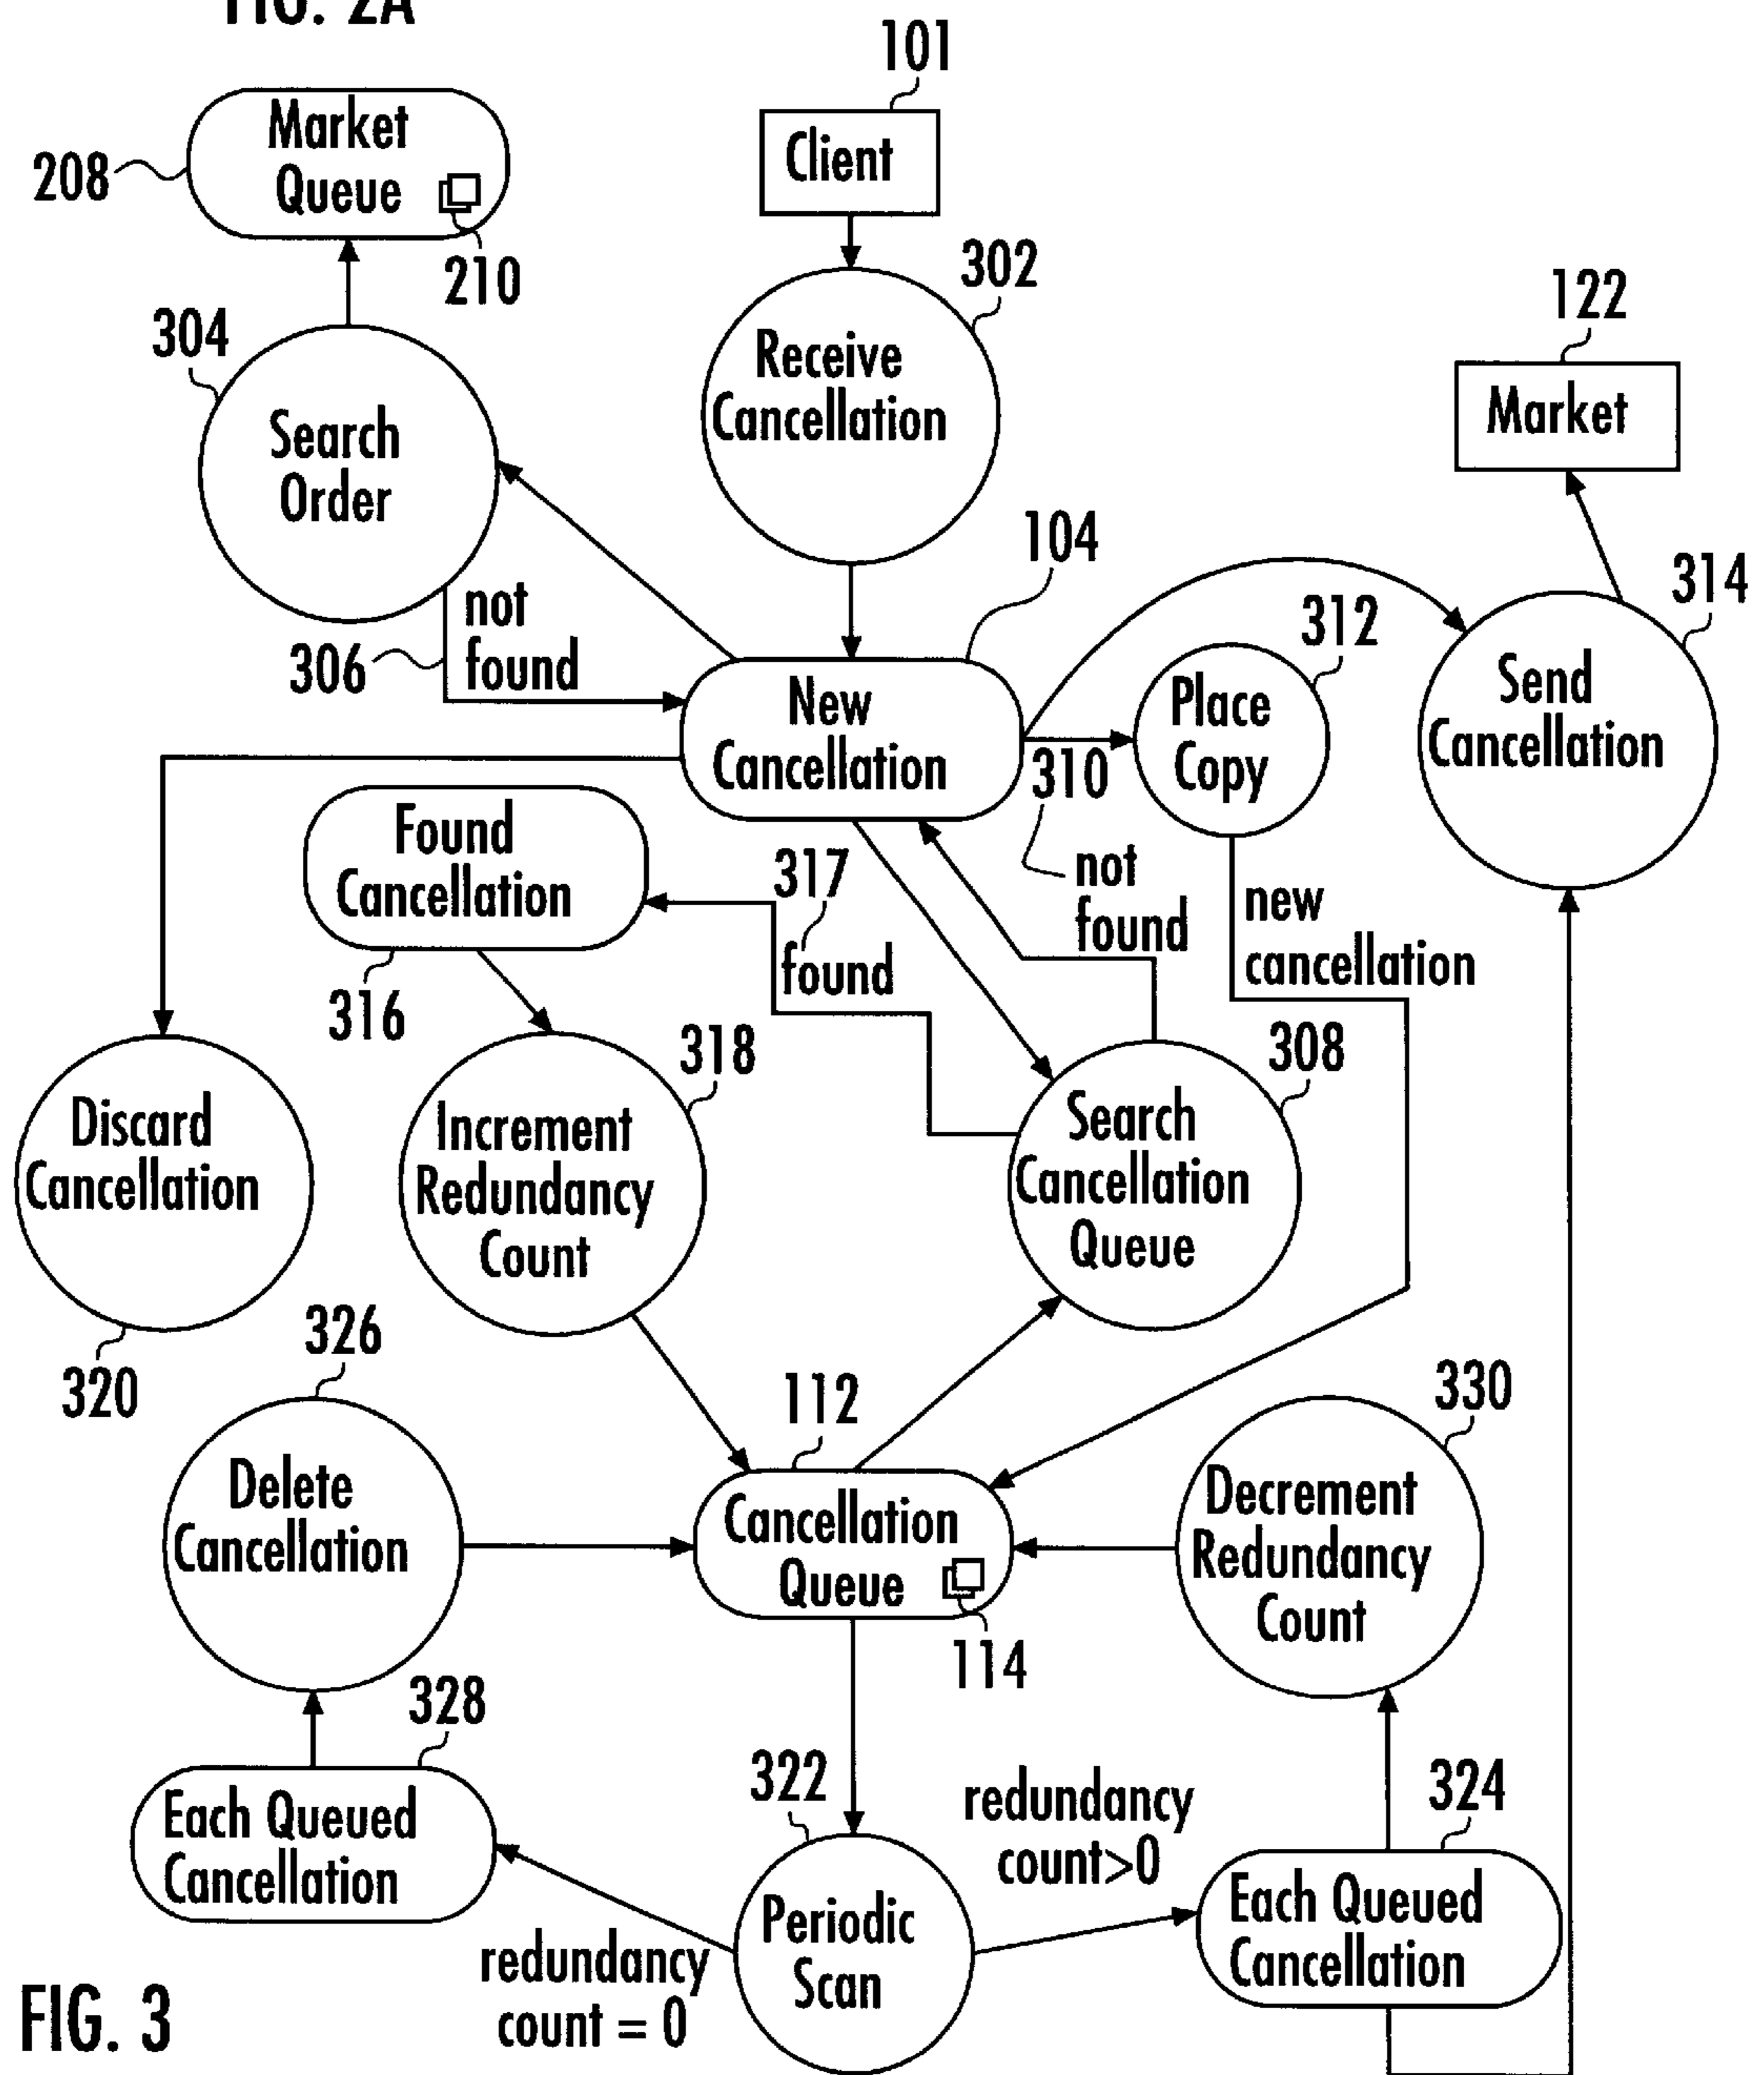 FIG. 2A
101
Market
Queue
208
210
Client
302
Receive
Cancellation
122
Market
304
Search
Order
not
found
306
104
New
Cancellation
310
not
found
312
Place
Copy
314
Send
Cancellation
new
cancellation
Found
Cancellation
316
317
found
318
Increment
Redundancy
Count
308
Search
Cancellation
Queue
Discard
Cancellation
320
326
Delete
Cancellation
112
Cancellation
Queue
114
330
Decrement
Redundancy
Count
328
Each Queued
Cancellation
322
Periodic
Scan
redundancy
count>0
324
Each Queued
Cancellation
redundancy
count = 0
FIG. 3